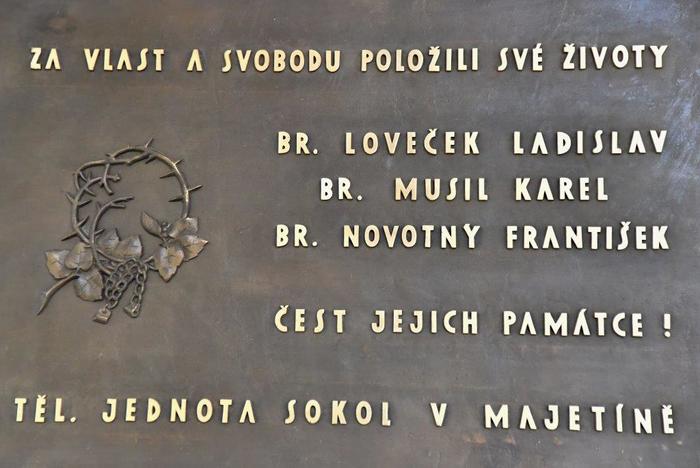 ZA VLAST A SVOBODU POLOŽILI SVÉ ŽIVOTY
BR. LOVEČEK LADISLAV
BR. MUSIL KAREL
BR. NOVOTNY FRANTIŠEK
ČEST JEJICH PAMÁTCE !
TĚL. JEDNOTA SOKOL V MAJETÍNĚ